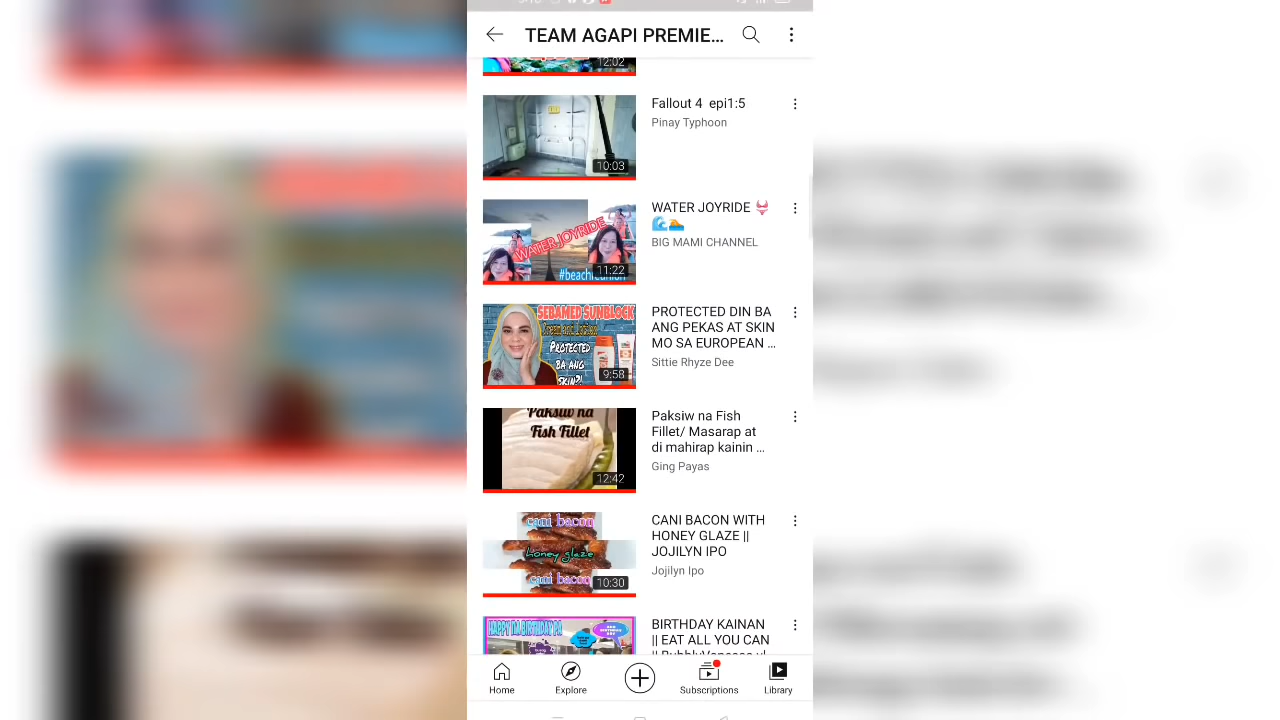 TEAM AGAPI PREMIE...
12:02
Fallout 4 epi1:5
Pinay Typhoon
10:03
WATER JOYRIDE 👙
🌊🏊
BIG MAMI CHANNEL
WATER JOYRIDE
11:22
PROTECTED DIN BA
ANG PEKAS AT SKIN
MO SA EUROPEAN ...
Sittie Rhyze Dee
SEBAMED SUNBLOCK
PROTECTED
BA ANG
SKIN?!
9:58
Paksiw na Fish
Fillet/ Masarap at
di mahirap kainin ...
Ging Payas
Paksiw na
Fish Fillet
12:42
CANI BACON WITH
HONEY GLAZE ||
JOJILYN IPO
Jojilyn Ipo
cani bacon
honey glaze
cani bacon
10:30
BIRTHDAY KAINAN
|| EAT ALL YOU CAN
Home
Explore
Subscriptions
Library